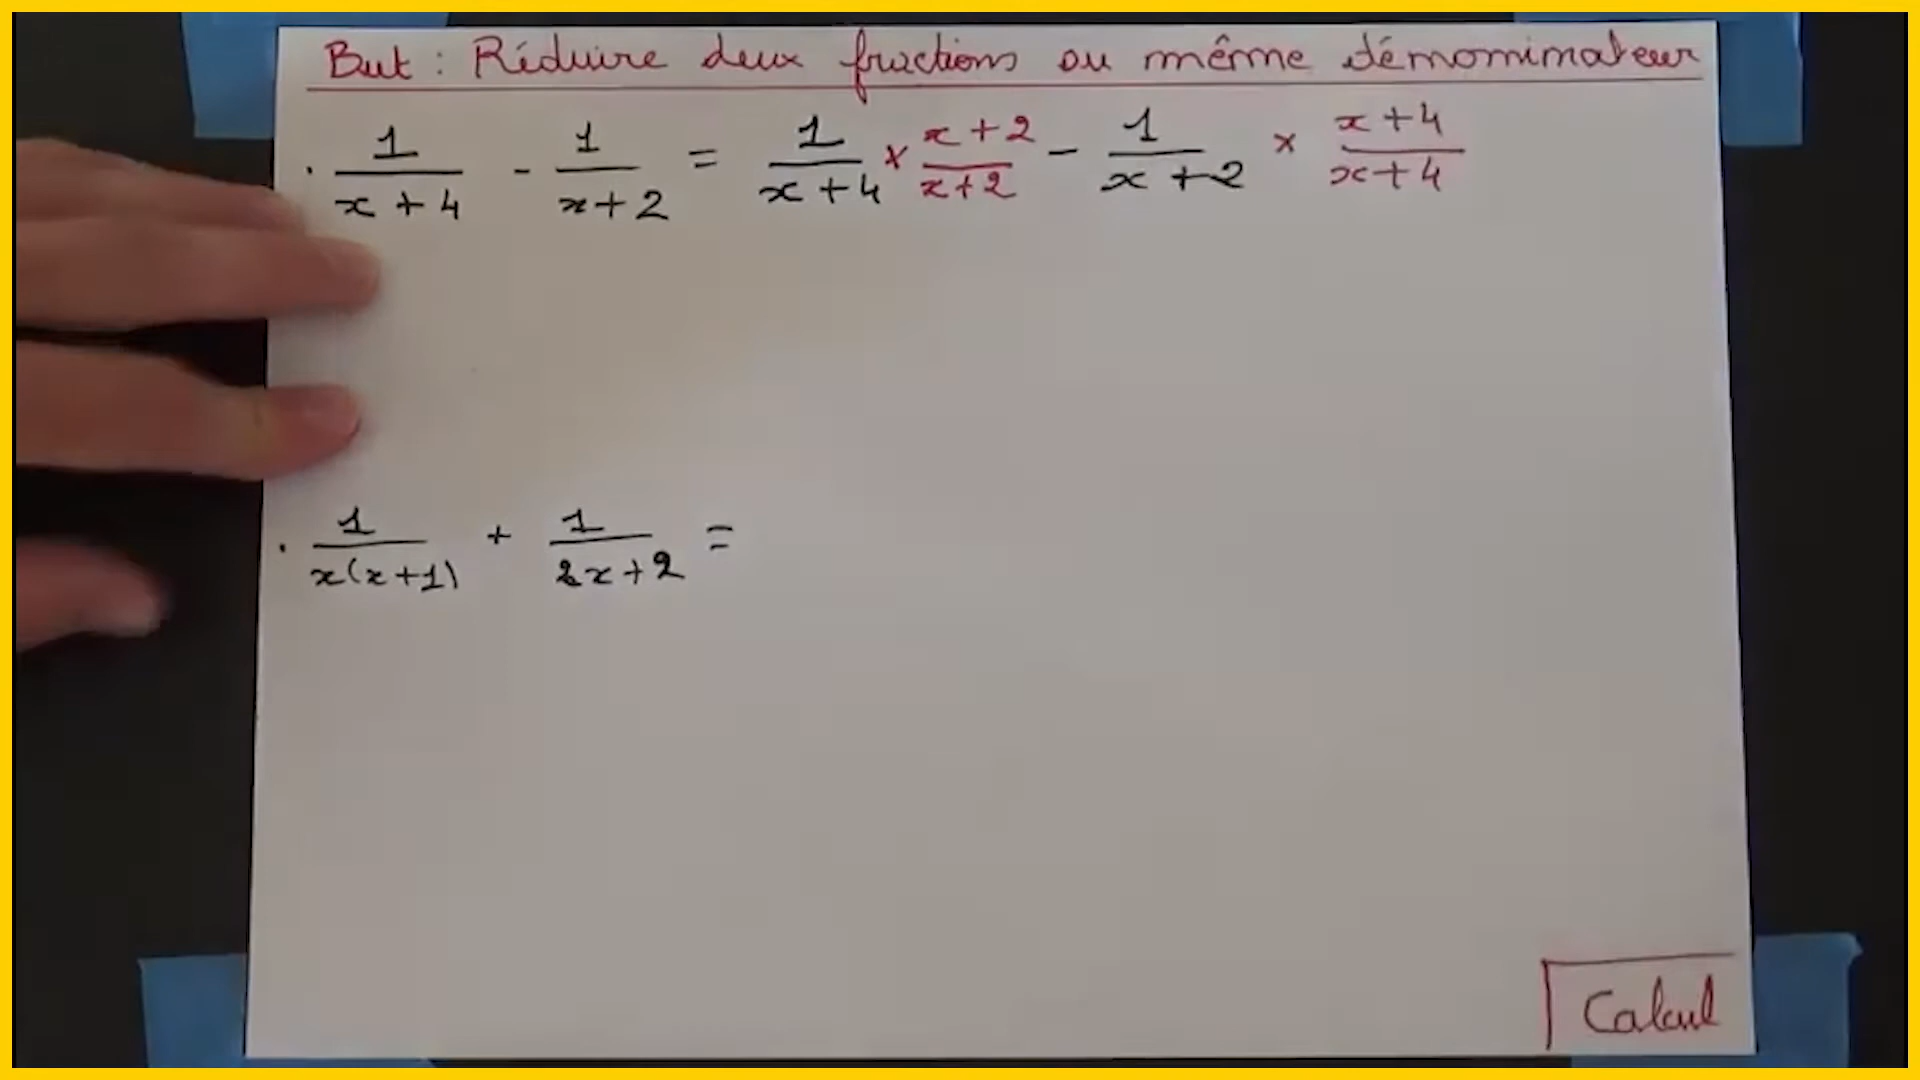 But : Réduire deux fractions au même dénominateur
. 1/(x+4) - 1/(x+2) = 1/(x+4) × (x+2)/(x+2) - 1/(x+2) × (x+4)/(x+4)
. 1/(x(x+1)) + 1/(2x+2) =
Calcul